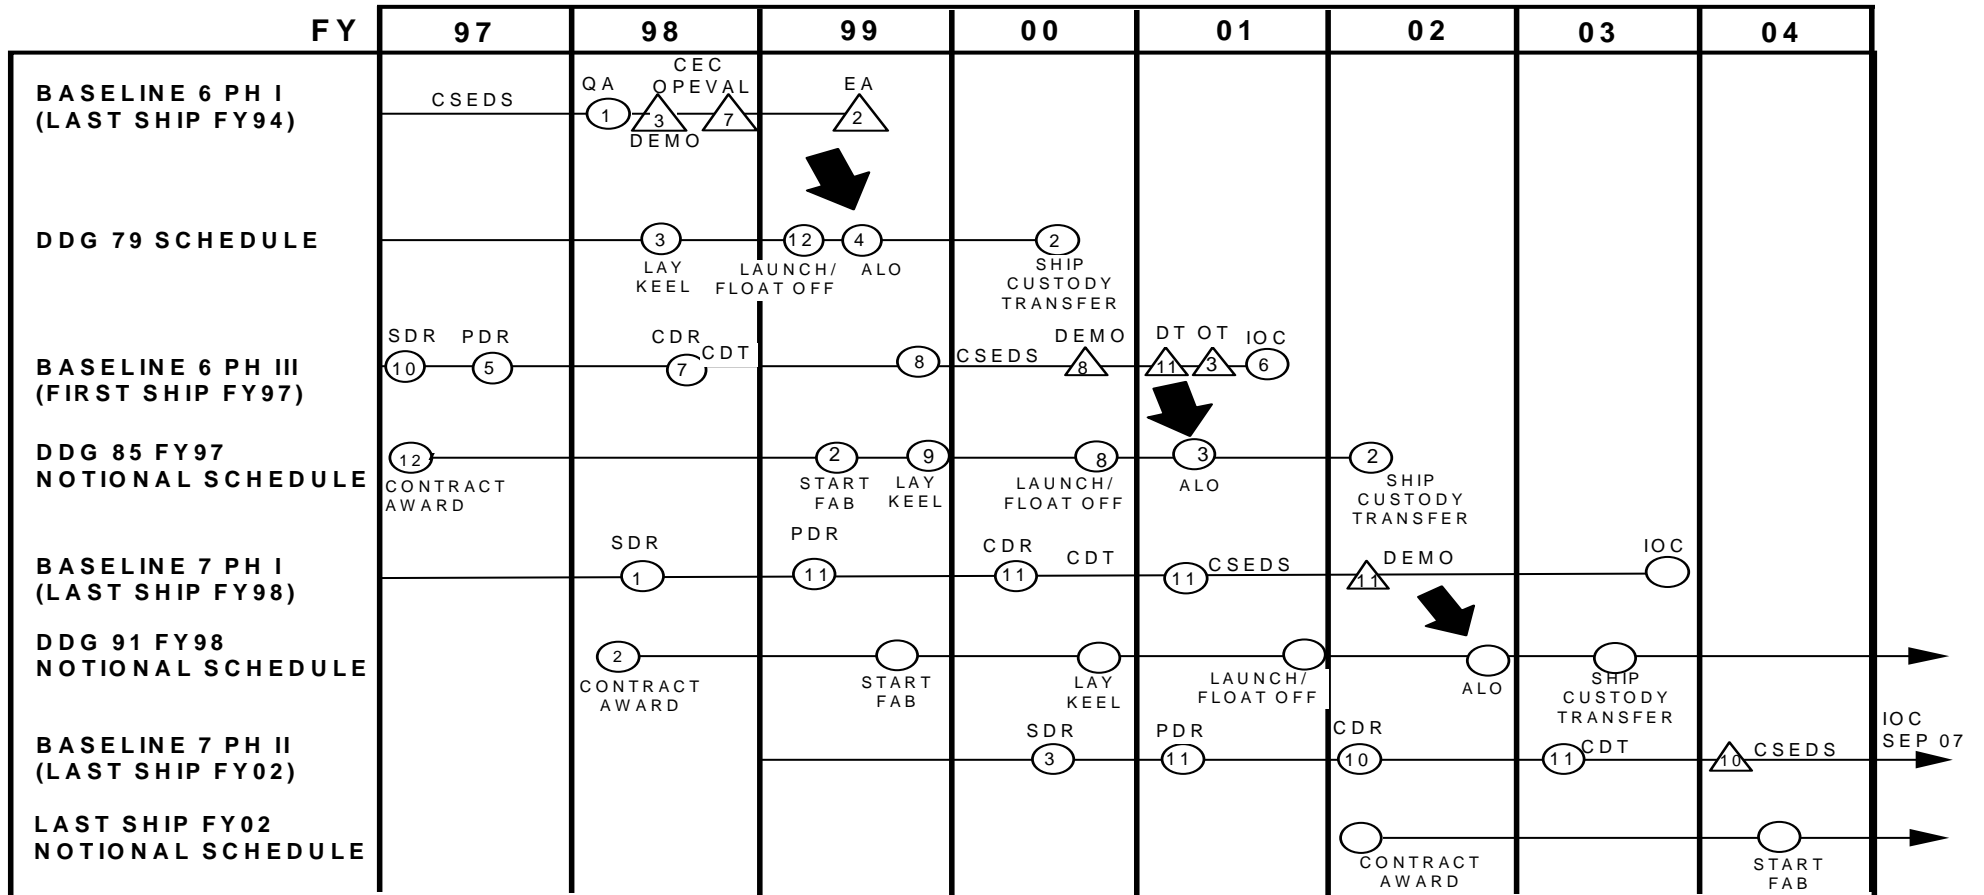 FY 97 98 99 00 01 02 03 04
BASELINE 6 PH I
(LAST SHIP FY94)
CSEDS
QA
CEC
OPEVAL
EA
1 3 7 2
DEMO
DDG 79 SCHEDULE
3 12 4 2
LAY
KEEL
LAUNCH/
FLOAT OFF
ALO
SHIP
CUSTODY
TRANSFER
BASELINE 6 PH III
(FIRST SHIP FY97)
SDR PDR CDR CDT CSEDS DEMO DT OT IOC
10 5 7 8 8 11 3 6
DDG 85 FY97
NOTIONAL SCHEDULE
12 2 9 8 3 2
CONTRACT
AWARD
START
FAB
LAY
KEEL
LAUNCH/
FLOAT OFF
ALO
SHIP
CUSTODY
TRANSFER
BASELINE 7 PH I
(LAST SHIP FY98)
SDR PDR CDR CDT CSEDS DEMO IOC
1 11 11 11 11
DDG 91 FY98
NOTIONAL SCHEDULE
2
CONTRACT
AWARD
START
FAB
LAY
KEEL
LAUNCH/
FLOAT OFF
ALO
SHIP
CUSTODY
TRANSFER
BASELINE 7 PH II
(LAST SHIP FY02)
SDR PDR CDR CDT CSEDS
3 11 10 11 10
IOC
SEP 07
LAST SHIP FY02
NOTIONAL SCHEDULE
CONTRACT
AWARD
START
FAB